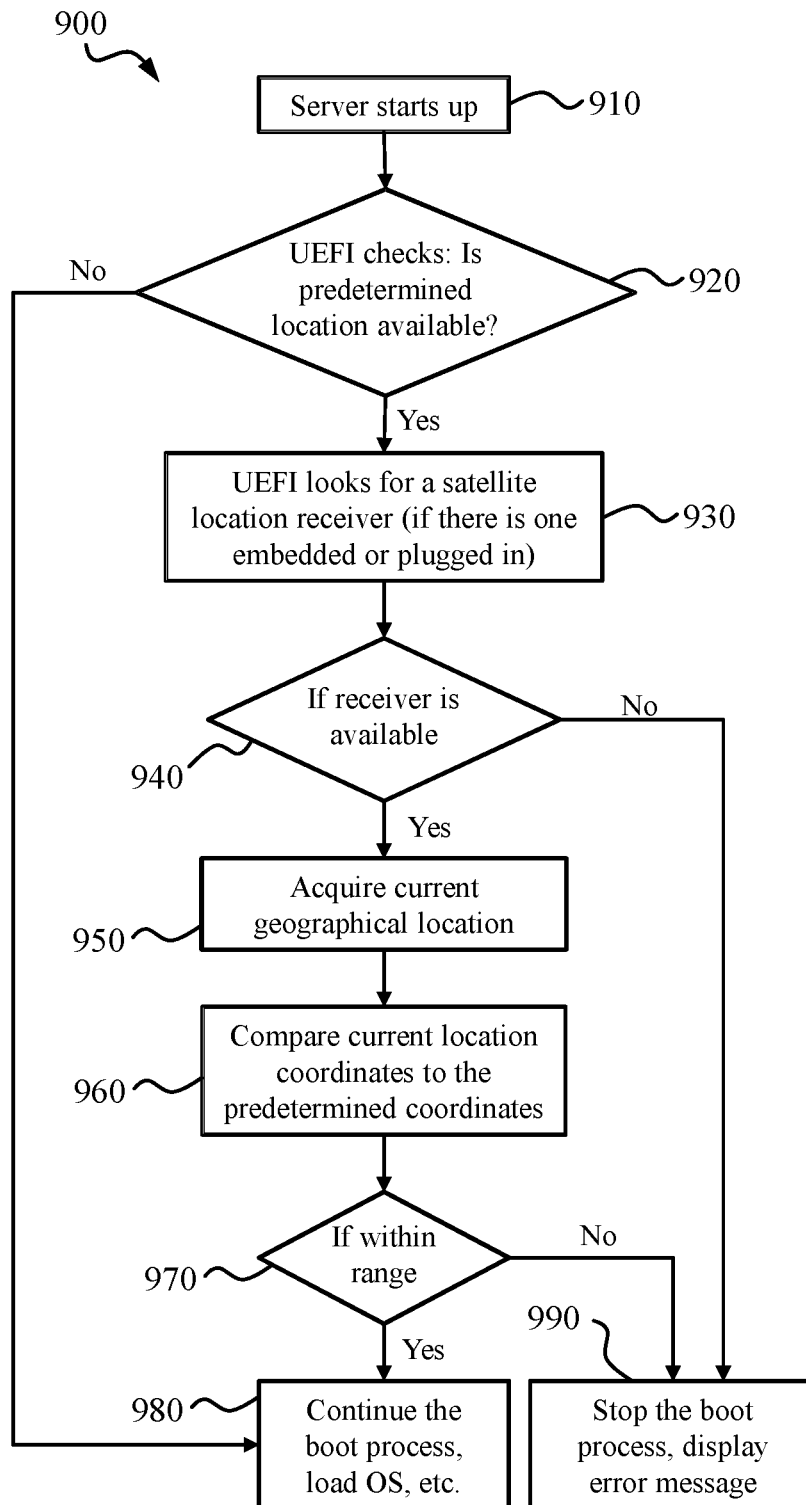 900
Server starts up
910
UEFI checks: Is
predetermined
location available?
No
920
Yes
UEFI looks for a satellite
location receiver (if there is one
embedded or plugged in)
930
If receiver is
available
No
940
Yes
Acquire current
geographical location
950
Compare current location
coordinates to the
predetermined coordinates
960
If within
range
No
970
Yes
990
980
Continue the
boot process,
load OS, etc.
Stop the boot
process, display
error message